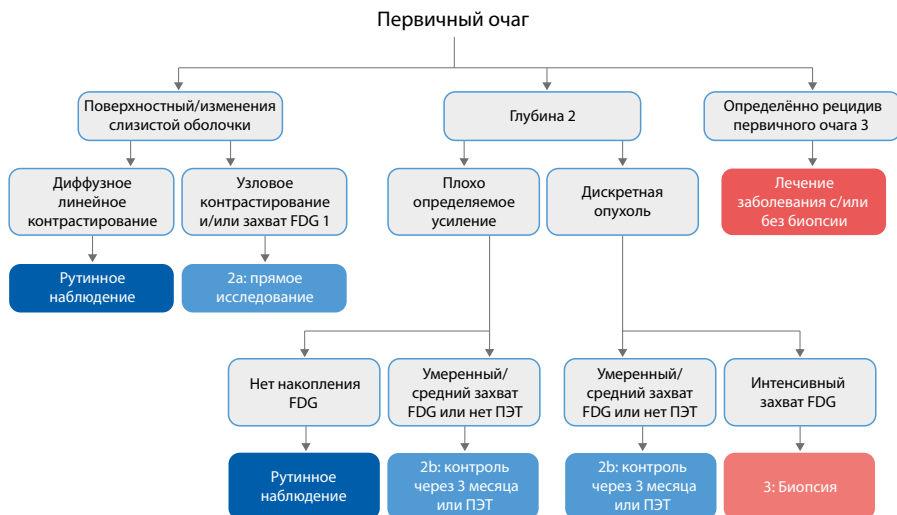 Первичный очаг
Поверхностный/изменения
слизистой оболочки
Глубина 2
Определённо рецидив
первичного очага 3
Диффузное
линейное
контрастирование
Узловое
контрастирование
и/или захват FDG 1
Плохо
определяемое
усиление
Дискретная
опухоль
Лечение
заболевания с/или
без биопсии
Рутинное
наблюдение
2a: прямое
исследование
Нет накопления
FDG
Умеренный/
средний захват
FDG или нет ПЭТ
Умеренный/
средний захват
FDG или нет ПЭТ
Интенсивный
захват FDG
Рутинное
наблюдение
2b: контроль
через 3 месяца
или ПЭТ
2b: контроль
через 3 месяца
или ПЭТ
3: Биопсия